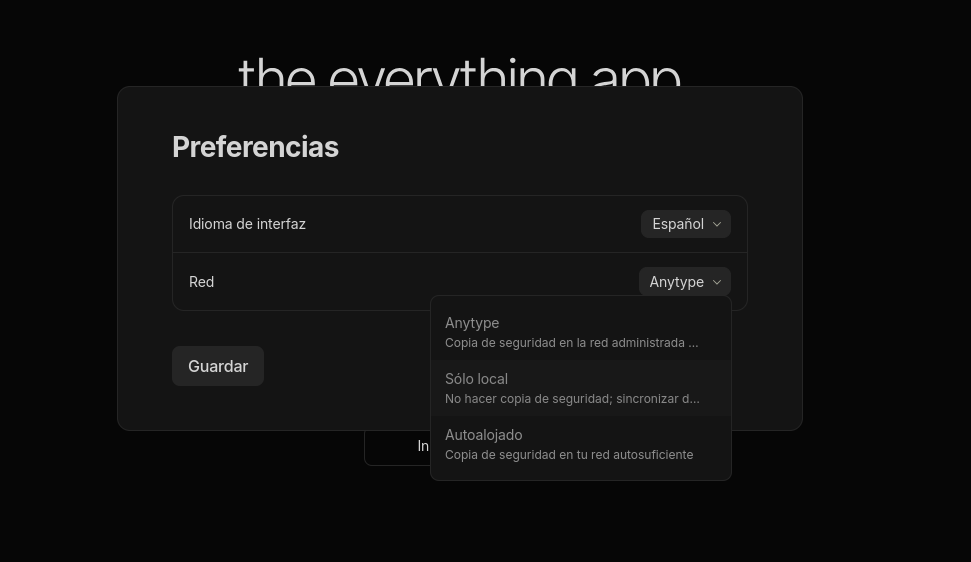 the everything app
Preferencias
Idioma de interfaz
Español
Red
Anytype
Anytype
Copia de seguridad en la red administrada ...
Sólo local
No hacer copia de seguridad; sincronizar d...
Autoalojado
Copia de seguridad en tu red autosuficiente
Guardar
In